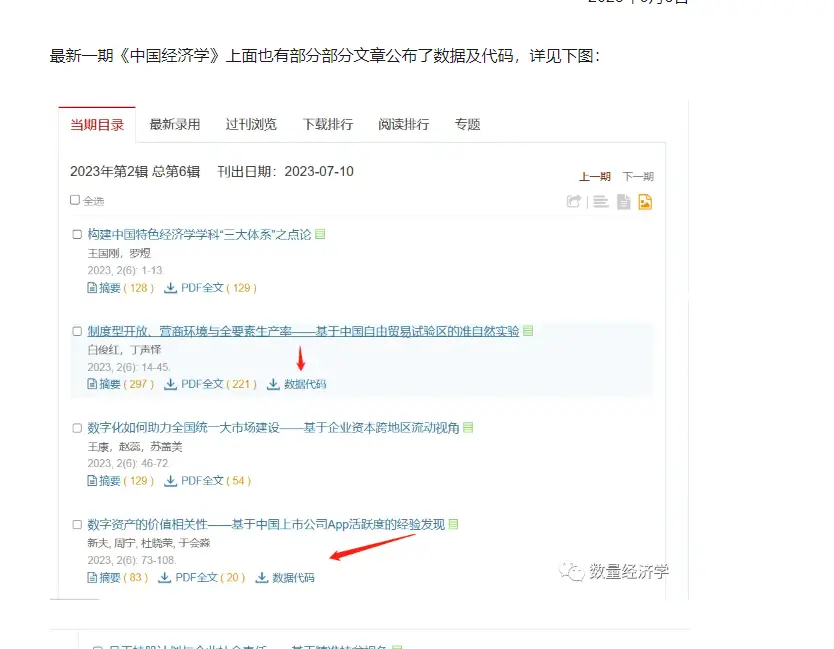 最新一期《中国经济学》上面也有部分部分文章公布了数据及代码，详见下图：
当期目录 最新录用 过刊浏览 下载排行 阅读排行 专题
2023年第2辑 总第6辑 刊出日期：2023-07-10
上一期 下一期
全选
构建中国特色经济学学科“三大体系”之点论
王国刚，罗煜
2023, 2(6): 1-13.
摘要 ( 128 ) PDF全文 ( 129 )
制度型开放、营商环境与全要素生产率——基于中国自由贸易试验区的准自然实验
白俊红，丁声怿
2023, 2(6): 14-45.
摘要 ( 297 ) PDF全文 ( 221 ) 数据代码
数字化如何助力全国统一大市场建设——基于企业资本跨地区流动视角
王康，赵蕊，苏盖美
2023, 2(6): 46-72.
摘要 ( 129 ) PDF全文 ( 54 )
数字资产的价值相关性——基于中国上市公司App活跃度的经验发现
新夫, 周宁, 杜晓荣, 于会淼
2023, 2(6): 73-108.
摘要 ( 83 ) PDF全文 ( 20 ) 数据代码
数量经济学